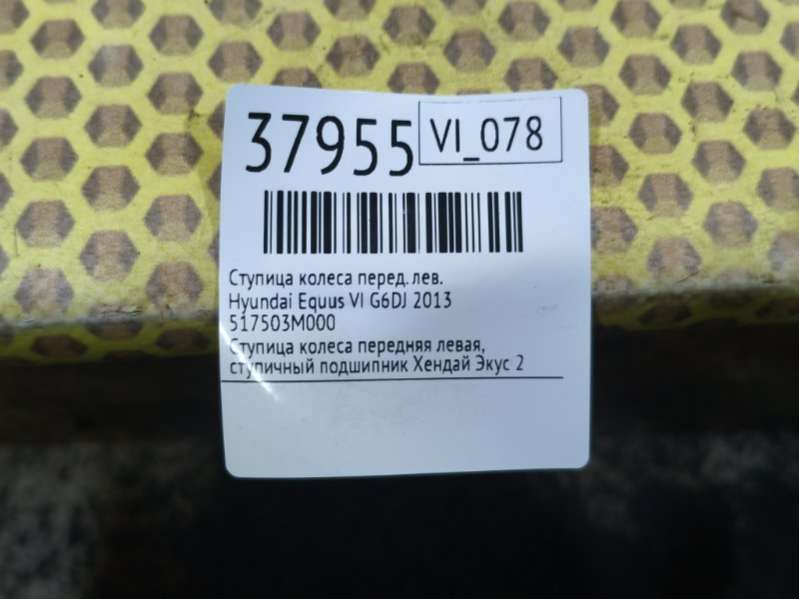 37955 VI_078
Ступица колеса перед. лев.
Hyundai Equus VI G6DJ 2013
517503M000
Ступица колеса передняя левая,
ступичный подшипник Хендай Экус 2